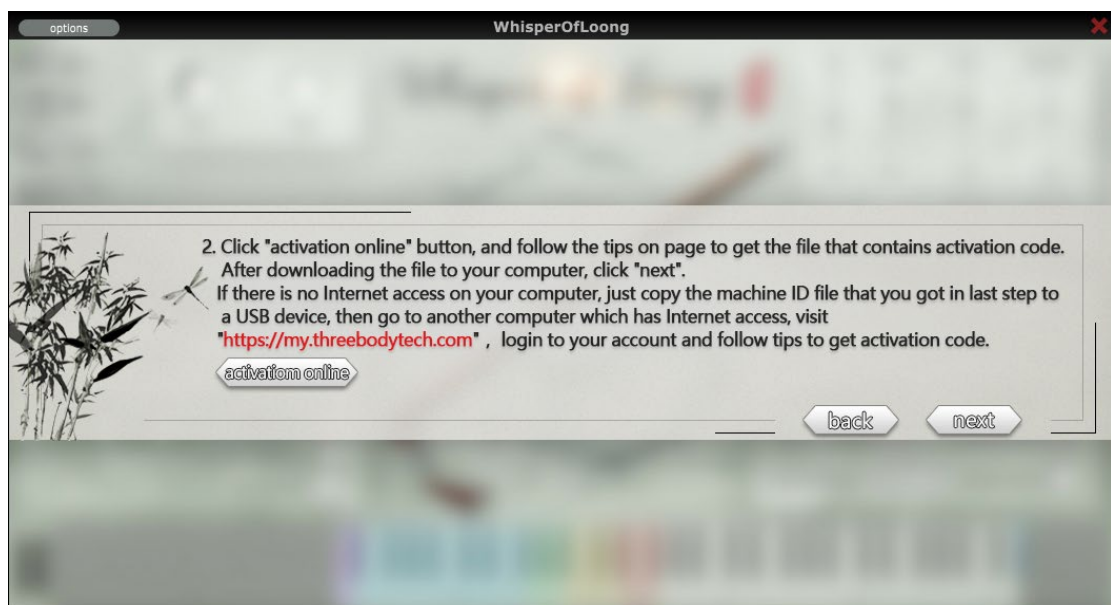 options
WhisperOfLoong
2. Click "activation online" button, and follow the tips on page to get the file that contains activation code.
After downloading the file to your computer, click "next".
If there is no Internet access on your computer, just copy the machine ID file that you got in last step to
a USB device, then go to another computer which has Internet access, visit
"https://my.threebodytech.com" , login to your account and follow tips to get activation code.
activatiom online
back
next